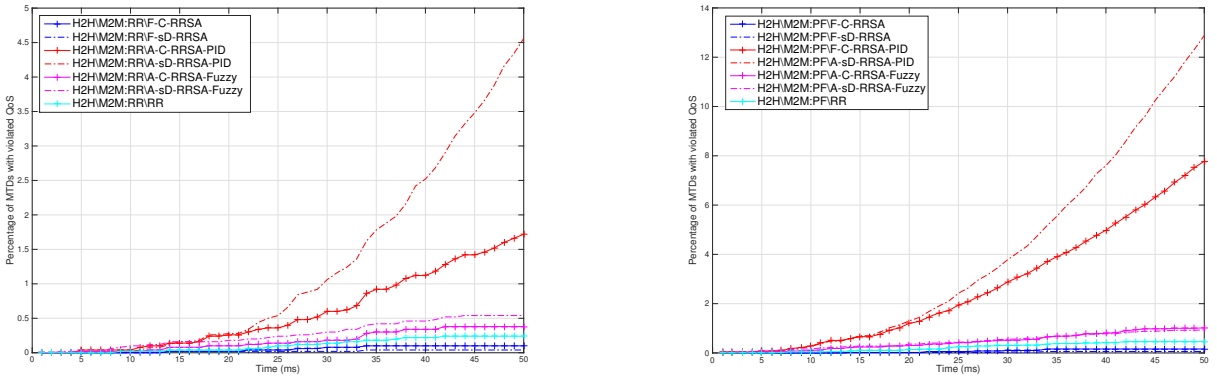 Percentage of MTDs with violated QoS
5
4.5
4
3.5
3
2.5
2
1.5
1
0.5
0
H2H\M2M:RR\F-C-RRSA
H2H\M2M:RR\F-sD-RRSA
H2H\M2M:RR\A-C-RRSA-PID
H2H\M2M:RR\A-sD-RRSA-PID
H2H\M2M:RR\A-C-RRSA-Fuzzy
H2H\M2M:RR\A-sD-RRSA-Fuzzy
H2H\M2M:RR\RR
5 10 15 20 25 30 35 40 45 50
Time (ms)
Percentage of MTDs with violated QoS
14
12
10
8
6
4
2
0
H2H\M2M:PF\F-C-RRSA
H2H\M2M:PF\F-sD-RRSA
H2H\M2M:PF\F-C-RRSA-PID
H2H\M2M:PF\A-sD-RRSA-PID
H2H\M2M:PF\A-C-RRSA-Fuzzy
H2H\M2M:PF\A-sD-RRSA-Fuzzy
H2H\M2M:PF\RR
0 5 10 15 20 25 30 35 40 45 50
Time (ms)